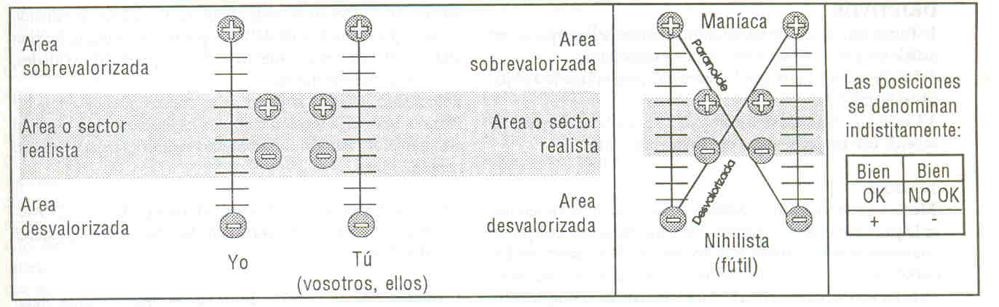 Area
sobrevalorizada
Area o sector
realista
Area
desvalorizada
+
+
+
+
-
-
-
-
Yo
Tú
(vosotros, ellos)
Area
sobrevalorizada
Area o sector
realista
Area
desvalorizada
Maníaca
+
+
Paranoide
+
+
-
-
Desvalorizada
-
-
Nihilista
(fútil)
Las posiciones
se denominan
indistitamente:
Bien Bien
OK NO OK
+ -